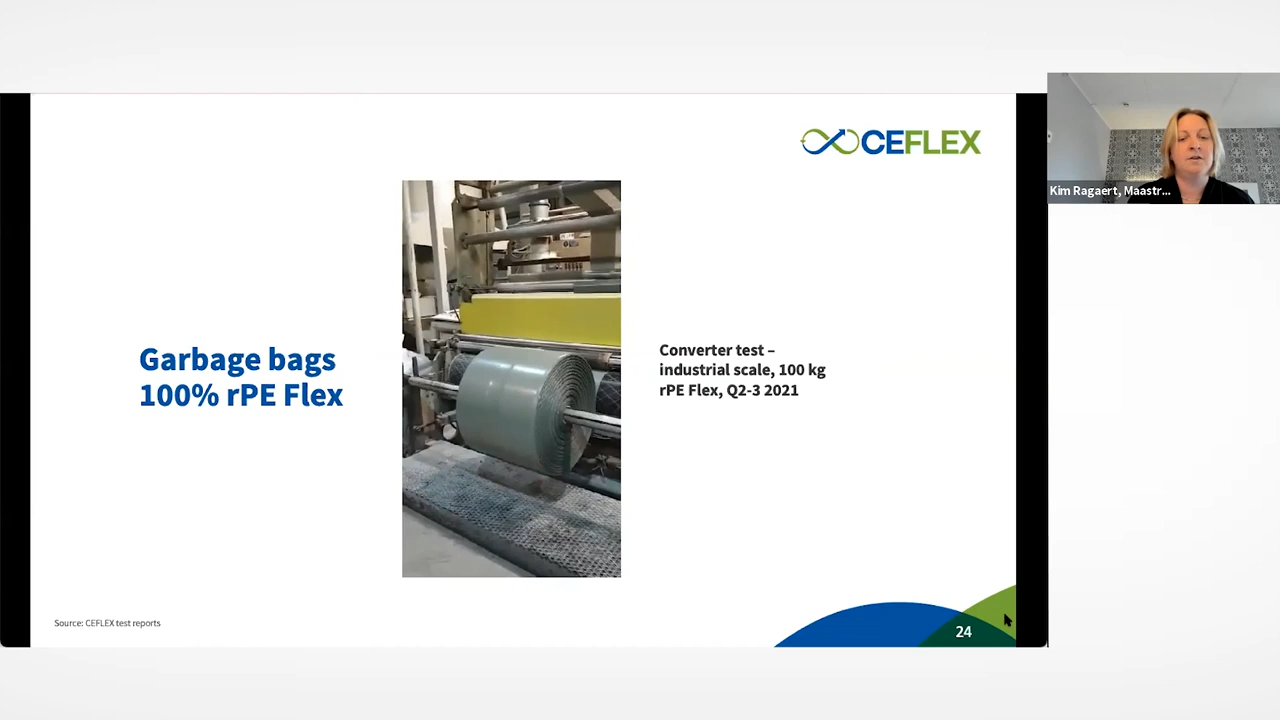 CEFLEX
Kim Ragaert, Maastr...
Garbage bags
100% rPE Flex
Converter test –
industrial scale, 100 kg
rPE Flex, Q2-3 2021
Source: CEFLEX test reports
24